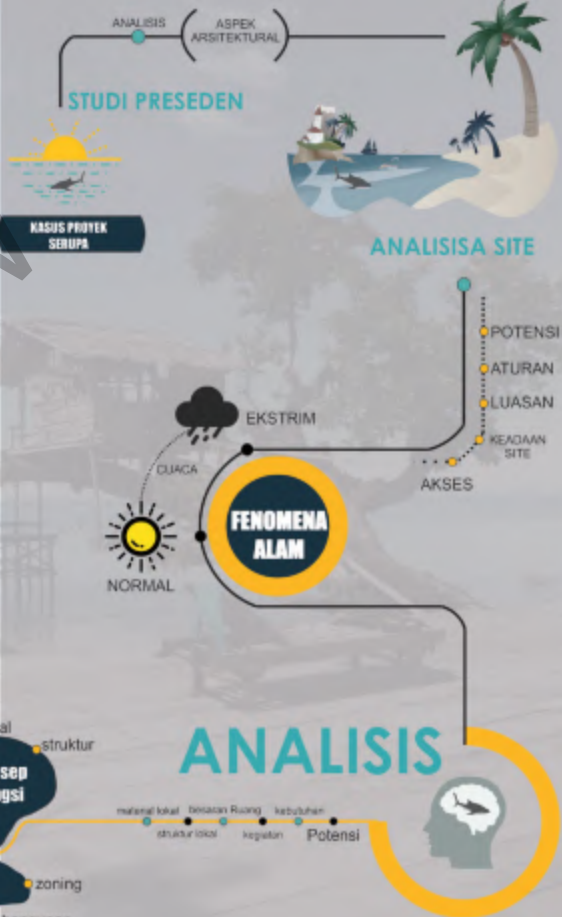 ANALISIS
ASPEK
ARSITEKTURAL
STUDI PRESEDEN
KASUS PROYEK
SERUPA
ANALISISA SITE
POTENSI
ATURAN
LUASAN
KEADAAN
SITE
AKSES
EKSTRIM
CUACA
NORMAL
FENOMENA
ALAM
ANALISIS
al
struktur
sep
gsi
material lokal
struktur lokal
besaran Ruang
kegiatan
kebutuhan
Potensi
zoning